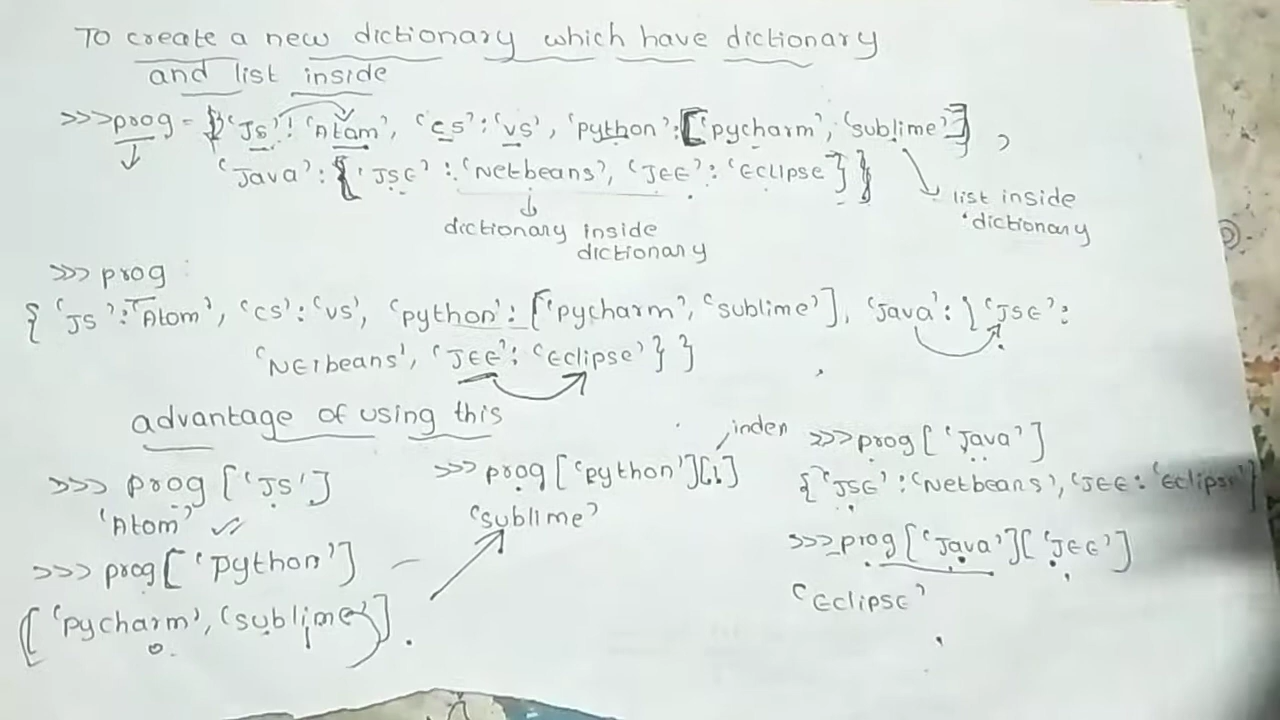 To create a new dictionary which have dictionary
and list inside
>>>prog = {'JS': 'Atom', 'CS':'VS', 'python':['pycharm', 'sublime'],
'Java': {'JSE': 'Netbeans', 'JEE': 'Eclipse'}}
list inside
'dictionary
dictionary inside
dictionary
>>> prog
{'JS':'Atom', 'CS':'VS', 'python': ['pycharm', 'sublime'], 'Java': {'JSE':
'Netbeans', 'JEE': 'Eclipse'}}
advantage of using this
>>> prog ['JS']
'Atom'
>>> prog['python']
['pycharm', 'sublime'].
index
>>> prog['python'][1]
'sublime'
>>>prog['Java']
{'JSE':'Netbeans','JEE:'Eclipse'}
>>>prog['Java']['JEE']
'Eclipse'